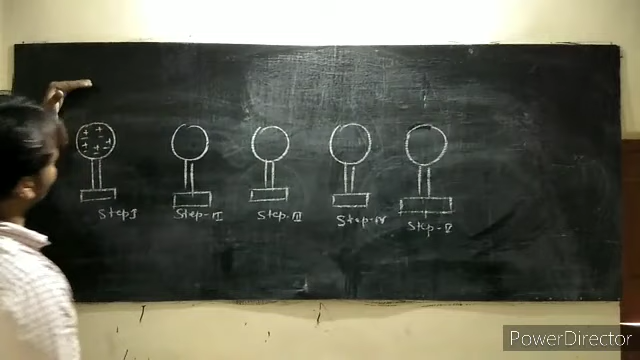 Step I
Step-II
Step-III
Step-IV
Step-V
PowerDirector